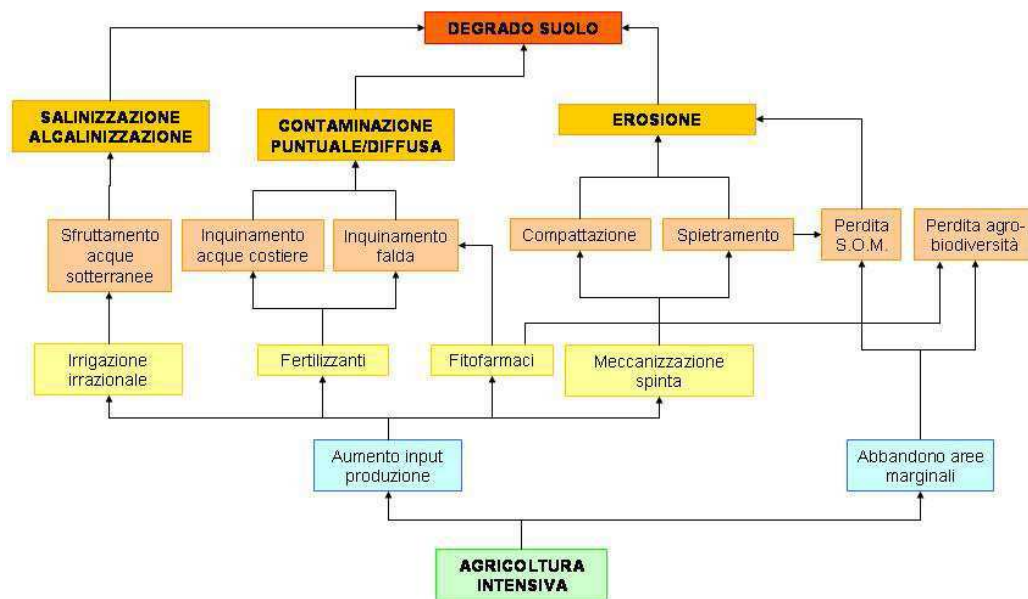 DEGRADO SUOLO
SALINIZZAZIONE
ALCALINIZZAZIONE
CONTAMINAZIONE
PUNTUALE/DIFFUSA
EROSIONE
Sfruttamento
acque
sotterranee
Inquinamento
acque costiere
Inquinamento
falda
Compattazione
Spietramento
Perdita
S.O.M.
Perdita agro-
biodiversità
Irrigazione
irrazionale
Fertilizzanti
Fitofarmaci
Meccanizzazione
spinta
Aumento input
produzione
Abbandono aree
marginali
AGRICOLTURA
INTENSIVA